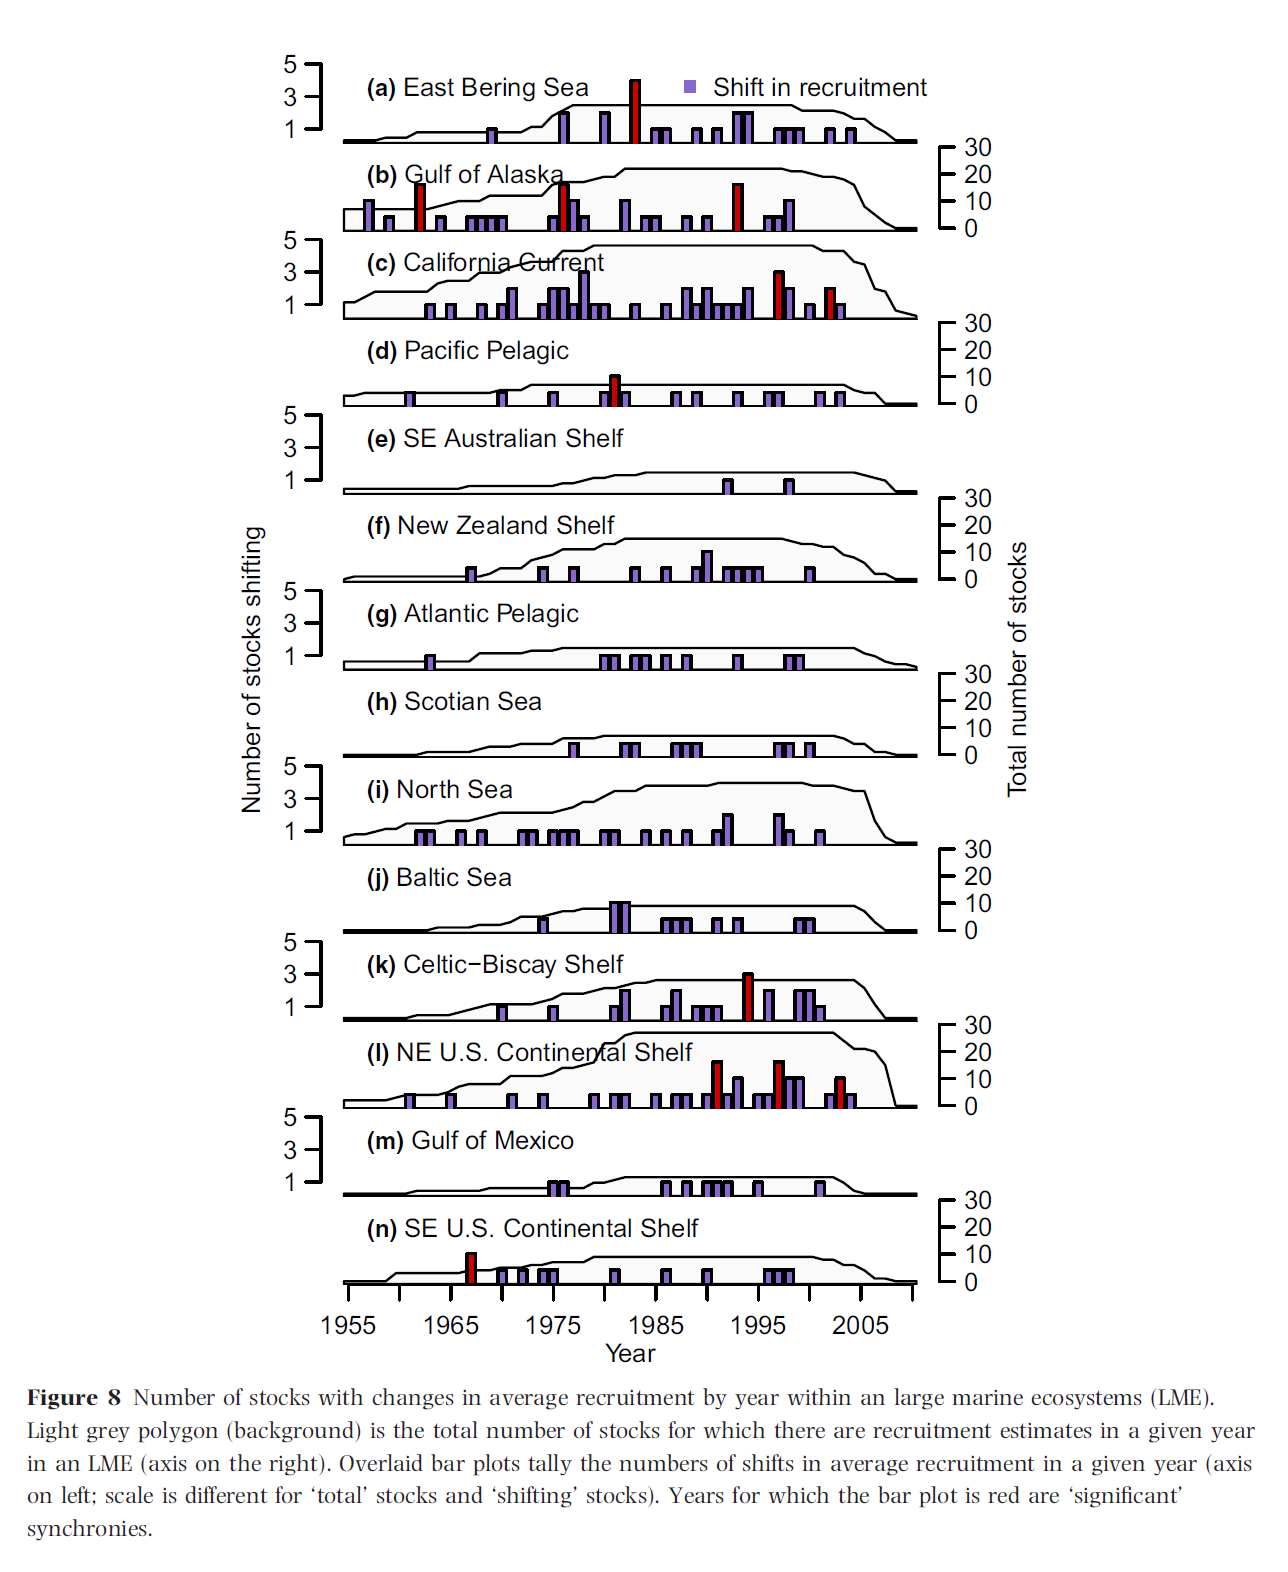 5
3
1
(a) East Bering Sea
Shift in recruitment
30
20
10
0
(b) Gulf of Alaska
5
3
1
(c) California Current
30
20
10
0
(d) Pacific Pelagic
5
3
1
(e) SE Australian Shelf
30
20
10
0
(f) New Zealand Shelf
5
3
1
(g) Atlantic Pelagic
30
20
10
0
(h) Scotian Sea
5
3
1
(i) North Sea
30
20
10
0
(j) Baltic Sea
5
3
1
(k) Celtic−Biscay Shelf
30
20
10
0
(l) NE U.S. Continental Shelf
5
3
1
(m) Gulf of Mexico
30
20
10
0
(n) SE U.S. Continental Shelf
Number of stocks shifting
Total number of stocks
1955 1965 1975 1985 1995 2005
Year
Figure 8 Number of stocks with changes in average recruitment by year within an large marine ecosystems (LME).
Light grey polygon (background) is the total number of stocks for which there are recruitment estimates in a given year
in an LME (axis on the right). Overlaid bar plots tally the numbers of shifts in average recruitment in a given year (axis
on left; scale is different for ‘total’ stocks and ‘shifting’ stocks). Years for which the bar plot is red are ‘significant’
synchronies.